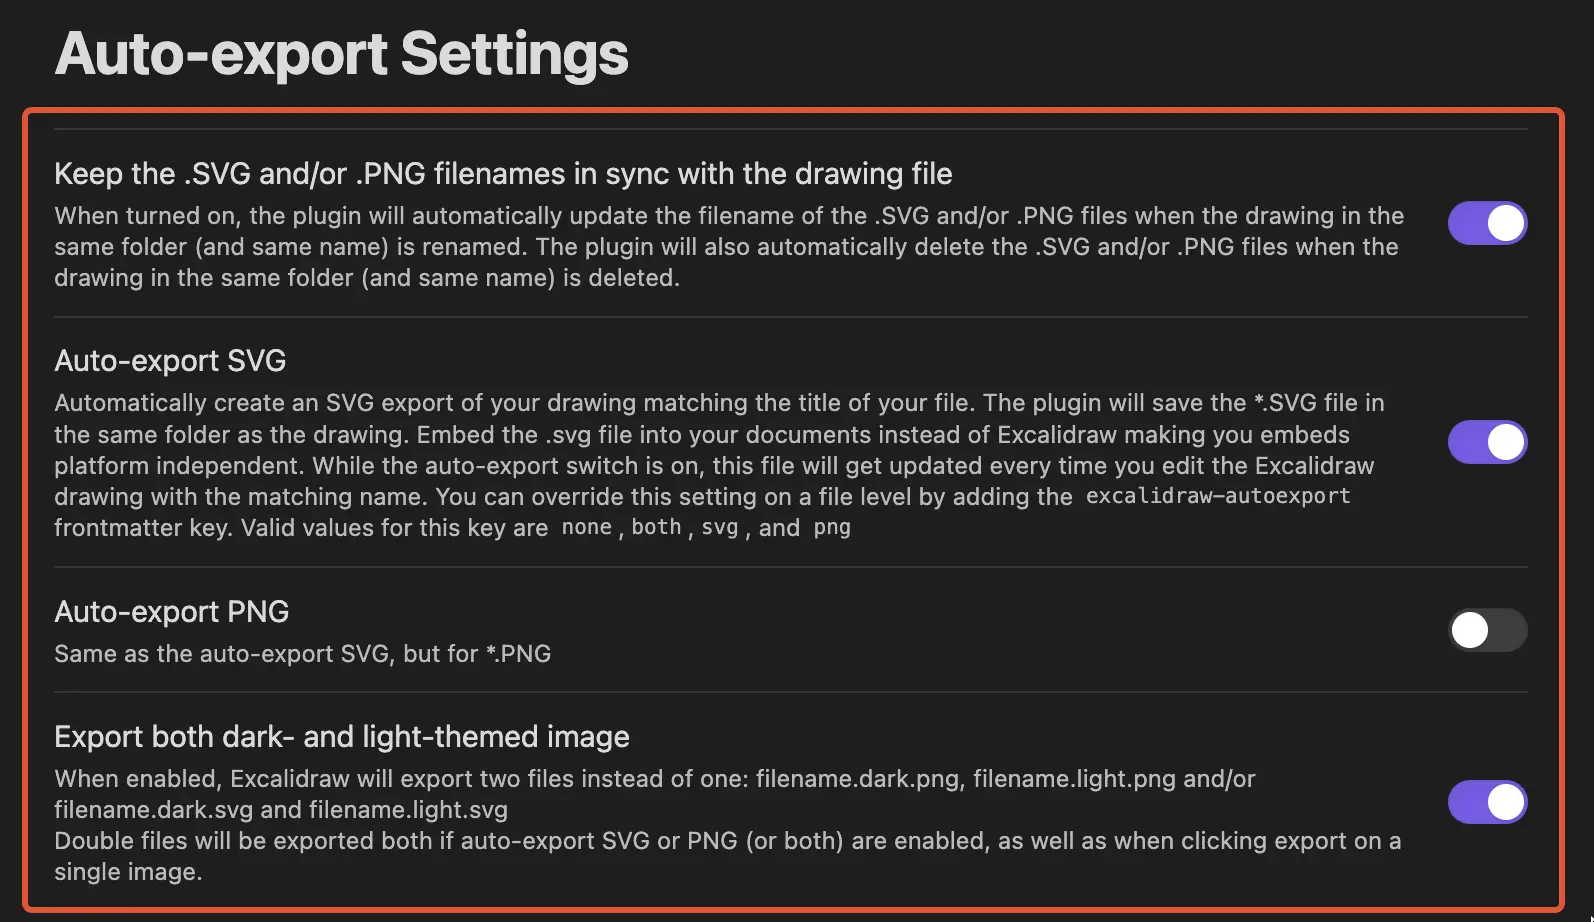 Auto-export Settings
Keep the .SVG and/or .PNG filenames in sync with the drawing file
When turned on, the plugin will automatically update the filename of the .SVG and/or .PNG files when the drawing in the
same folder (and same name) is renamed. The plugin will also automatically delete the .SVG and/or .PNG files when the
drawing in the same folder (and same name) is deleted.
Auto-export SVG
Automatically create an SVG export of your drawing matching the title of your file. The plugin will save the *.SVG file in
the same folder as the drawing. Embed the .svg file into your documents instead of Excalidraw making you embeds
platform independent. While the auto-export switch is on, this file will get updated every time you edit the Excalidraw
drawing with the matching name. You can override this setting on a file level by adding the excalidraw-autoexport
frontmatter key. Valid values for this key are none, both, svg, and png
Auto-export PNG
Same as the auto-export SVG, but for *.PNG
Export both dark- and light-themed image
When enabled, Excalidraw will export two files instead of one: filename.dark.png, filename.light.png and/or
filename.dark.svg and filename.light.svg
Double files will be exported both if auto-export SVG or PNG (or both) are enabled, as well as when clicking export on a
single image.